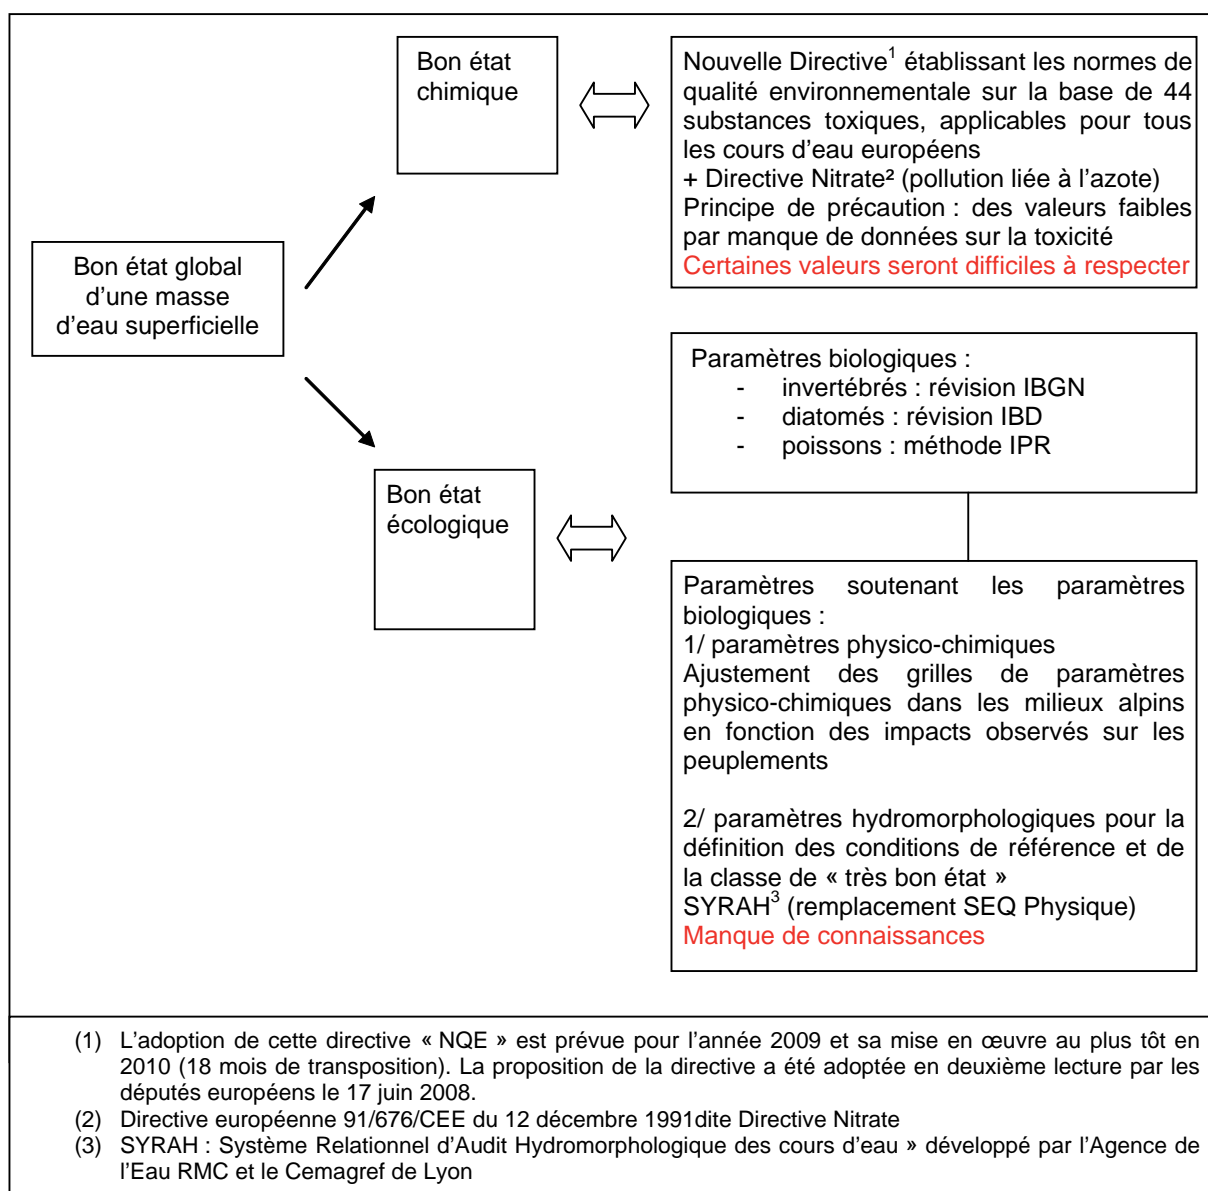 Bon état
chimique
Nouvelle Directive¹ établissant les normes de
qualité environnementale sur la base de 44
substances toxiques, applicables pour tous
les cours d'eau européens
+ Directive Nitrate² (pollution liée à l'azote)
Principe de précaution : des valeurs faibles
par manque de données sur la toxicité
Certaines valeurs seront difficiles à respecter
Bon état global
d'une masse
d'eau superficielle
Paramètres biologiques :
- invertébrés : révision IBGN
- diatomés : révision IBD
- poissons : méthode IPR
Bon état
écologique
Paramètres soutenant les paramètres
biologiques :
1/ paramètres physico-chimiques
Ajustement des grilles de paramètres
physico-chimiques dans les milieux alpins
en fonction des impacts observés sur les
peuplements
2/ paramètres hydromorphologiques pour la
définition des conditions de référence et de
la classe de « très bon état »
SYRAH³ (remplacement SEQ Physique)
Manque de connaissances
(1) L'adoption de cette directive « NQE » est prévue pour l'année 2009 et sa mise en œuvre au plus tôt en
2010 (18 mois de transposition). La proposition de la directive a été adoptée en deuxième lecture par les
députés européens le 17 juin 2008.
(2) Directive européenne 91/676/CEE du 12 décembre 1991dite Directive Nitrate
(3) SYRAH : Système Relationnel d'Audit Hydromorphologique des cours d'eau » développé par l'Agence de
l'Eau RMC et le Cemagref de Lyon